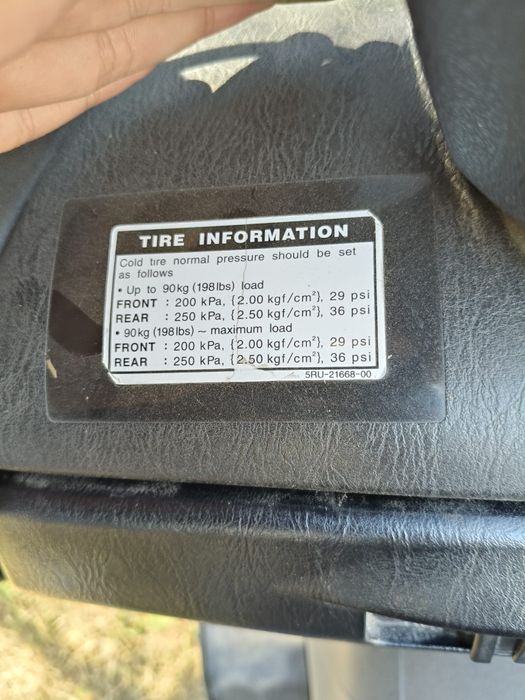 TIRE INFORMATION
Cold tire normal pressure should be set
as follows
• Up to 90kg (198lbs) load
FRONT : 200 kPa, {2.00 kgf/cm², 29 psi
REAR : 250 kPa, {2.50 kgf/cm²}, 36 psi
• 90kg (198lbs) ~ maximum load
FRONT : 200 kPa, {2.00 kgf/cm²}, 29 psi
REAR : 250 kPa, {2.50 kgf/cm²}, 36 psi
5RU-21668-00